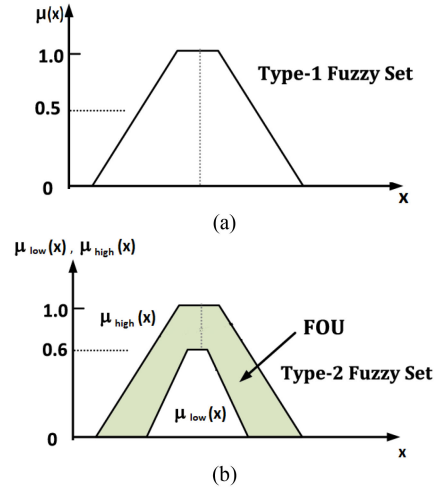 μ(x)
1.0
Type-1 Fuzzy Set
0.5
0
x
(a)
μ low(x) , μ high(x)
1.0
μ high(x)
FOU
0.6
Type-2 Fuzzy Set
μ low(x)
0
x
(b)